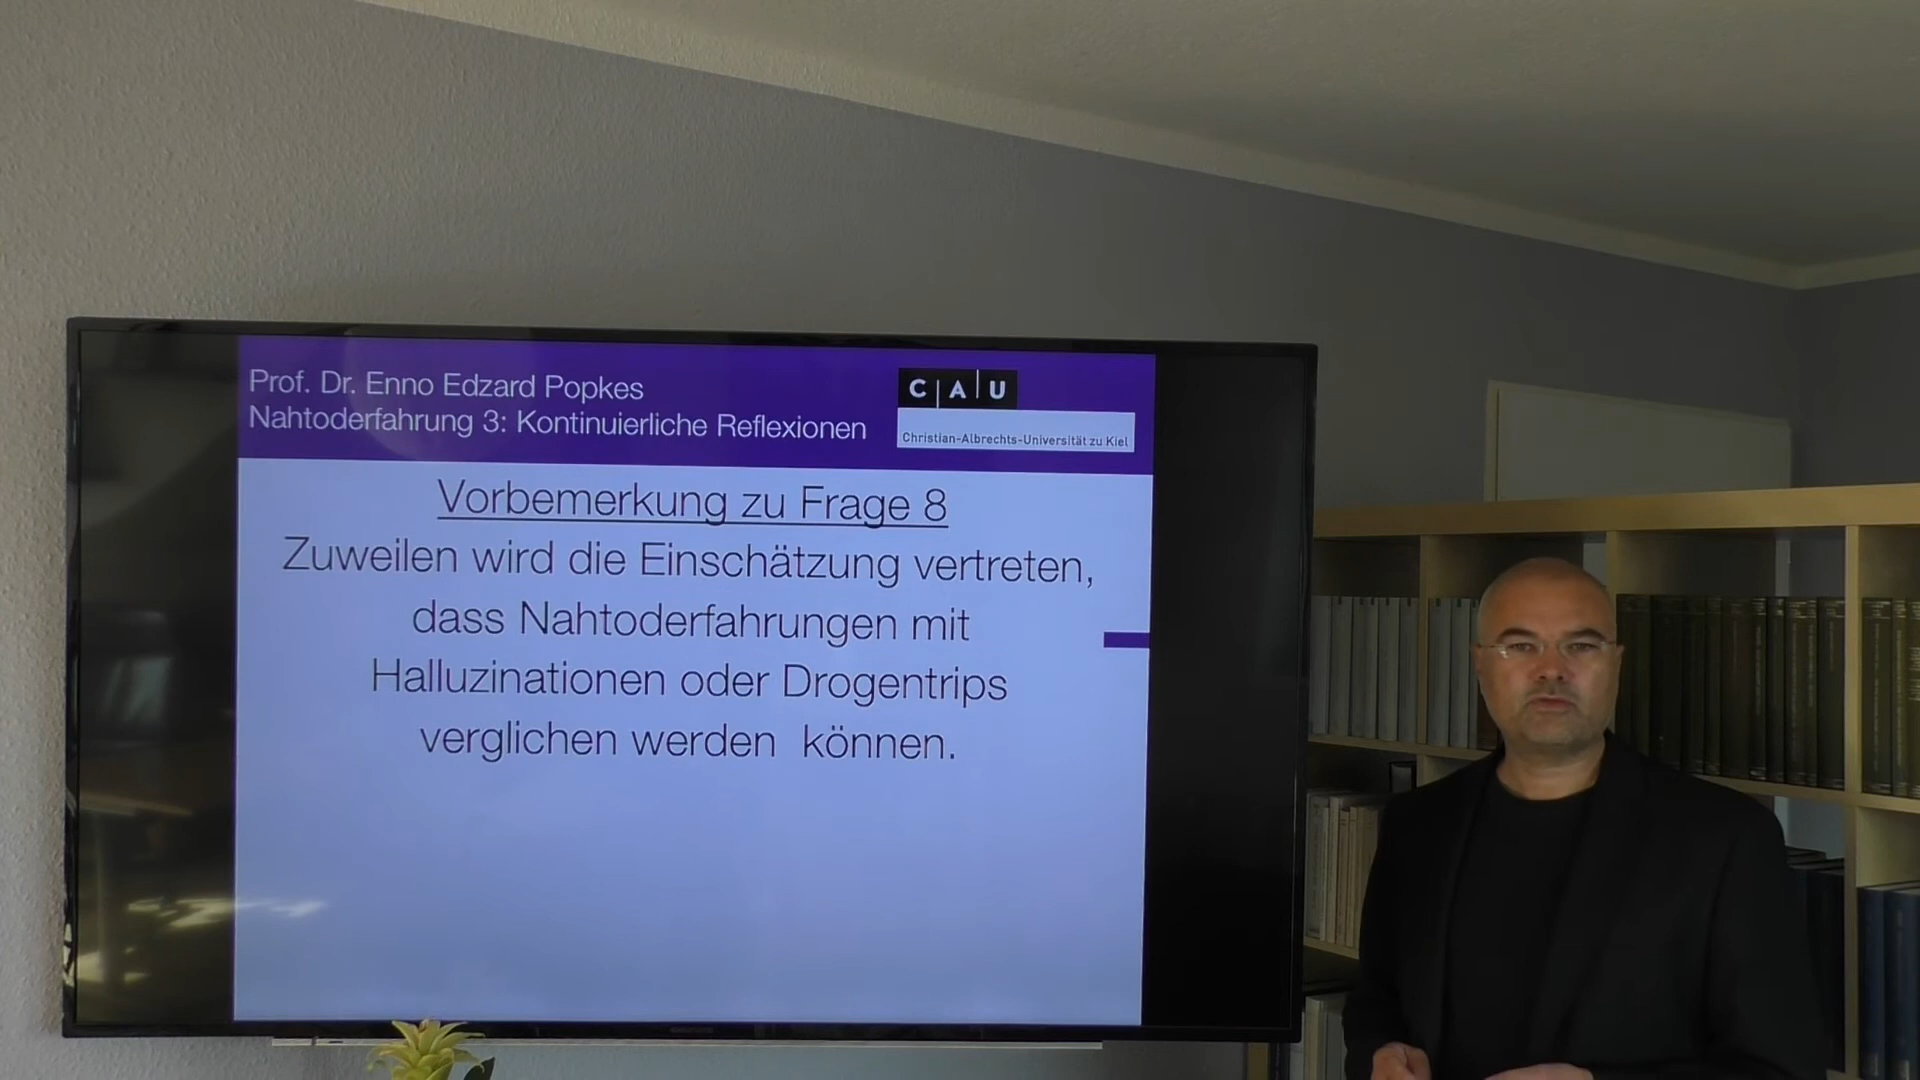 Prof. Dr. Enno Edzard Popkes
Nahtoderfahrung 3: Kontinuierliche Reflexionen
C A U
Christian-Albrechts-Universität zu Kiel
Vorbemerkung zu Frage 8
Zuweilen wird die Einschätzung vertreten,
dass Nahtoderfahrungen mit
Halluzinationen oder Drogentrips
verglichen werden können.